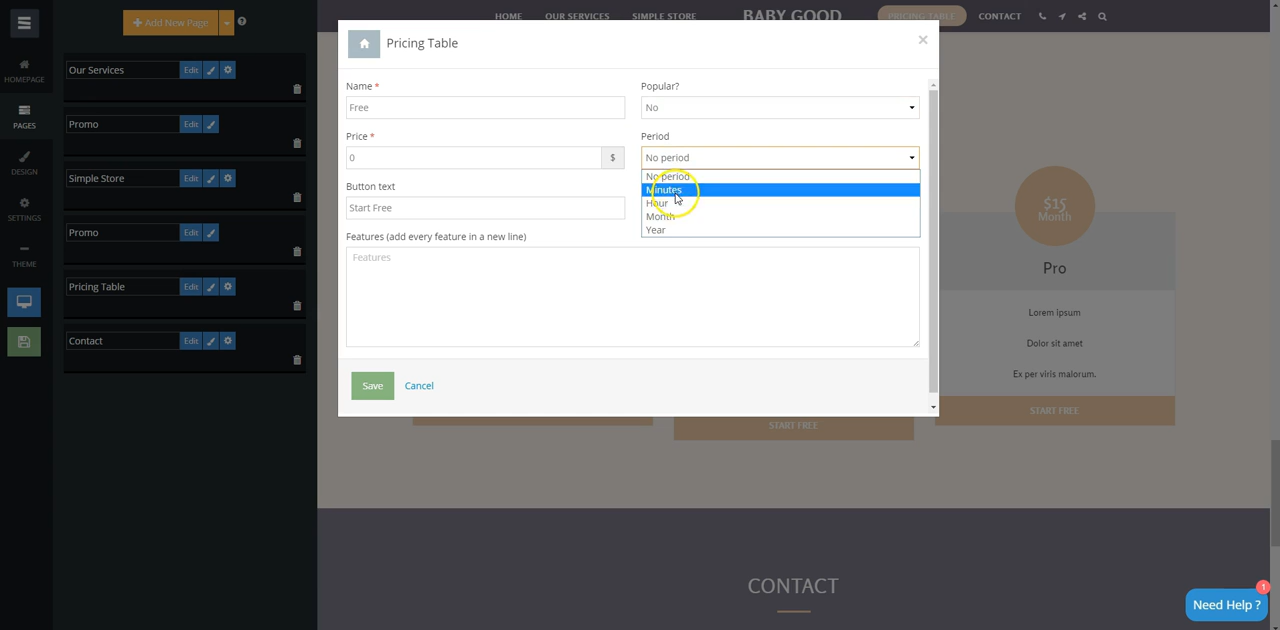 HOME OUR SERVICES SIMPLE STORE BABY GOOD PRICING TABLE CONTACT
+ Add New Page
HOMEPAGE
PAGES
DESIGN
SETTINGS
THEME
Our Services Edit
Promo Edit
Simple Store Edit
Promo Edit
Pricing Table Edit
Contact Edit
Pricing Table
Name *
Popular?
Free
No
Price *
Period
0 $
No period
No period
Minutes
Hour
Month
Year
Button text
Start Free
Features (add every feature in a new line)
Features
Save Cancel
$15
Month
Pro
Lorem ipsum
Dolor sit amet
Ex per viris malorum.
START FREE
START FREE
CONTACT
Need Help ?
1